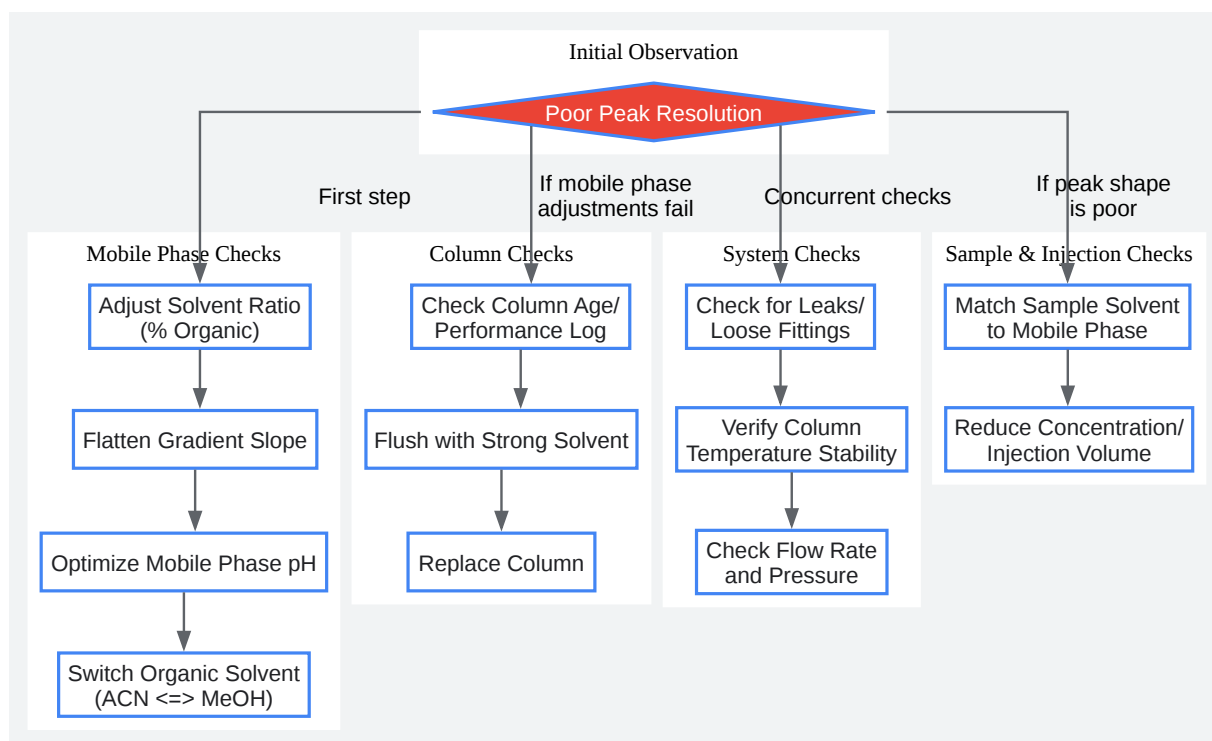 Initial Observation
Poor Peak Resolution
First step
If mobile phase
adjustments fail
Concurrent checks
If peak shape
is poor
Mobile Phase Checks
Adjust Solvent Ratio
(% Organic)
Flatten Gradient Slope
Optimize Mobile Phase pH
Switch Organic Solvent
(ACN <=> MeOH)
Column Checks
Check Column Age/
Performance Log
Flush with Strong Solvent
Replace Column
System Checks
Check for Leaks/
Loose Fittings
Verify Column
Temperature Stability
Check Flow Rate
and Pressure
Sample & Injection Checks
Match Sample Solvent
to Mobile Phase
Reduce Concentration/
Injection Volume